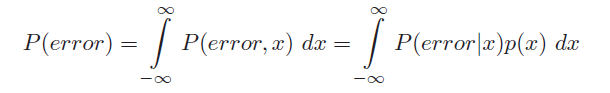 P(error) = ∫_{-∞}^{∞} P(error, x) dx = ∫_{-∞}^{∞} P(error|x)p(x) dx